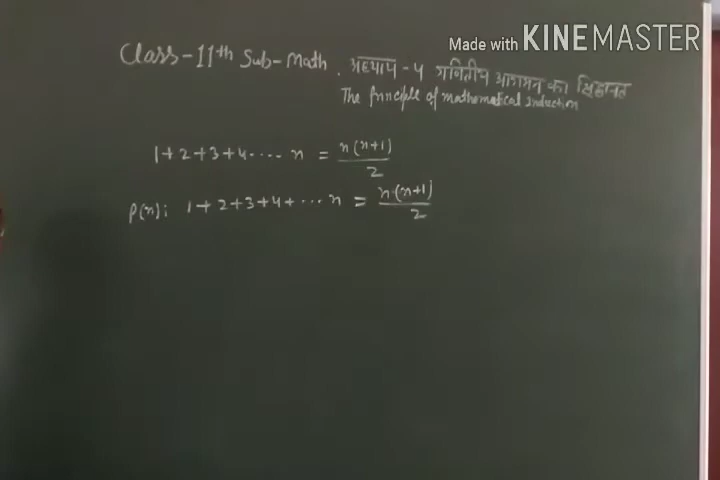 Made with KINEMASTER
Class-11th Sub-Math. अध्याय-4 गणितीय आगमन का सिद्धान्त
The Principle of mathematical induction
1+2+3+4.... n = n(n+1)/2
P(n): 1+2+3+4+...n = n.(n+1)/2